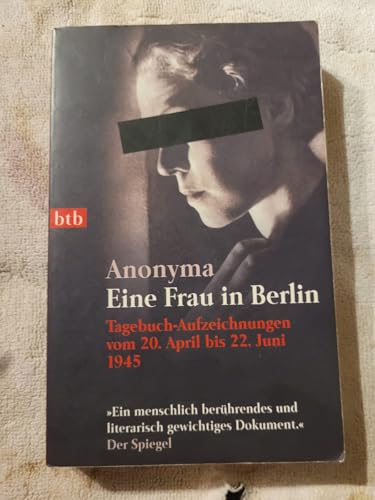 btb
Anonyma
Eine Frau in Berlin
Tagebuch-Aufzeichnungen
vom 20. April bis 22. Juni
1945
»Ein menschlich berührendes und
literarisch gewichtiges Dokument.«
Der Spiegel